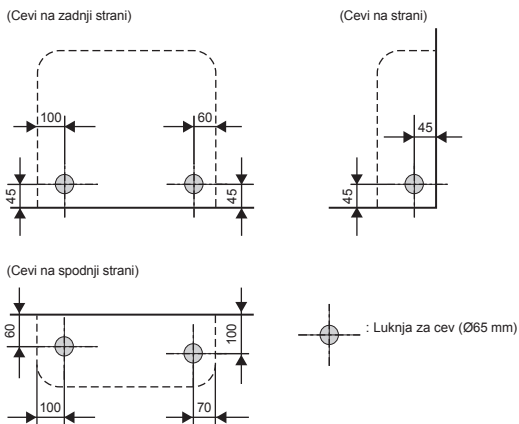 (Cevi na zadnji strani)
(Cevi na strani)
100
60
45
45
45
45
(Cevi na spodnji strani)
60
100
: Luknja za cev (Ø65 mm)
100
70